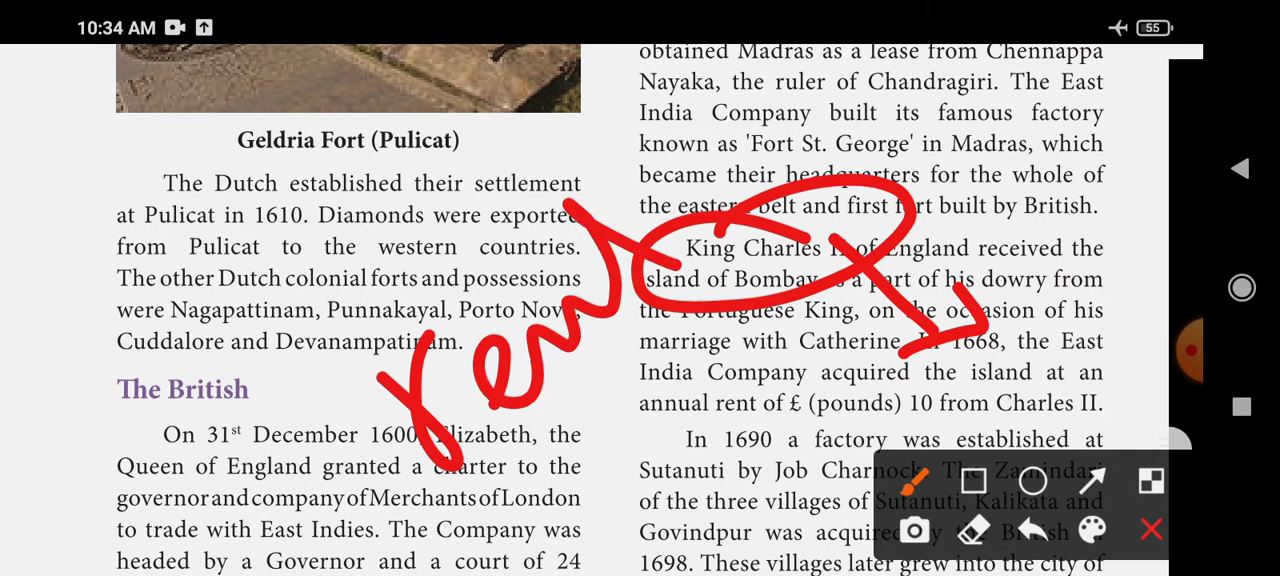 10:34 AM
55
Geldria Fort (Pulicat)
The Dutch established their settlement
at Pulicat in 1610. Diamonds were exported
from Pulicat to the western countries.
The other Dutch colonial forts and possessions
were Nagapattinam, Punnakayal, Porto Novo,
Cuddalore and Devanampatinam.
The British
On 31st December 1600, Elizabeth, the
Queen of England granted a charter to the
governor and company of Merchants of London
to trade with East Indies. The Company was
headed by a Governor and a court of 24
obtained Madras as a lease from Chennappa
Nayaka, the ruler of Chandragiri. The East
India Company built its famous factory
known as 'Fort St. George' in Madras, which
became their headquarters for the whole of
the eastern belt and first fort built by British.
King Charles II of England received the
island of Bombay as a part of his dowry from
the Portuguese King, on the occasion of his
marriage with Catherine. In 1668, the East
India Company acquired the island at an
annual rent of £ (pounds) 10 from Charles II.
In 1690 a factory was established at
Sutanuti by Job Charnock. The Zamindari
of the three villages of Sutanuti, Kalikata and
Govindpur was acquired by the British in
1698. These villages later grew into the city of
rent